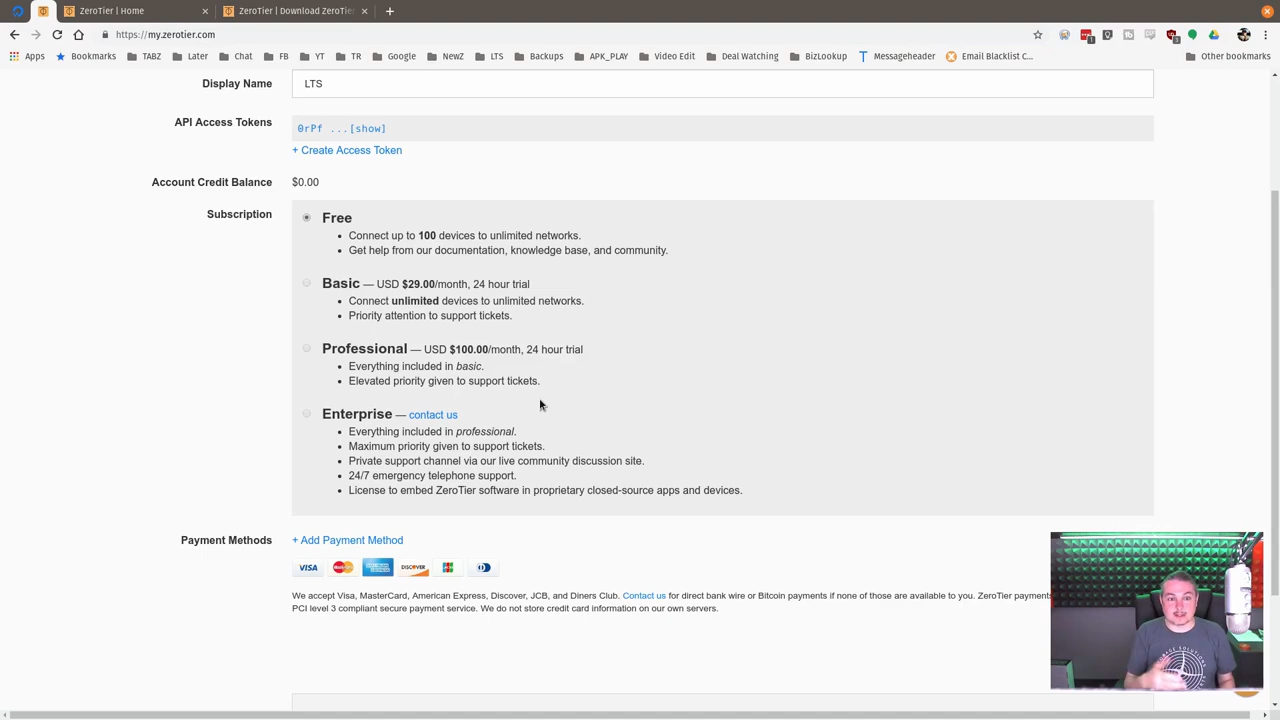 ZeroTier | Home
ZeroTier | Download ZeroTie
https://my.zerotier.com
Apps
Bookmarks
TABZ
Later
Chat
FB
YT
TR
Google
NewZ
LTS
Backups
APK_PLAY
Video Edit
Deal Watching
BizLookup
Messageheader
Email Blacklist C...
Other bookmarks
Display Name
LTS
API Access Tokens
0rPf ...[show]
+ Create Access Token
Account Credit Balance
$0.00
Subscription
Free
• Connect up to 100 devices to unlimited networks.
• Get help from our documentation, knowledge base, and community.
Basic — USD $29.00/month, 24 hour trial
• Connect unlimited devices to unlimited networks.
• Priority attention to support tickets.
Professional — USD $100.00/month, 24 hour trial
• Everything included in basic.
• Elevated priority given to support tickets.
Enterprise — contact us
• Everything included in professional.
• Maximum priority given to support tickets.
• Private support channel via our live community discussion site.
• 24/7 emergency telephone support.
• License to embed ZeroTier software in proprietary closed-source apps and devices.
Payment Methods
+ Add Payment Method
VISA
DISCOVER
We accept Visa, MasterCard, American Express, Discover, JCB, and Diners Club. Contact us for direct bank wire or Bitcoin payments if none of those are available to you. ZeroTier payments
PCI level 3 compliant secure payment service. We do not store credit card information on our own servers.